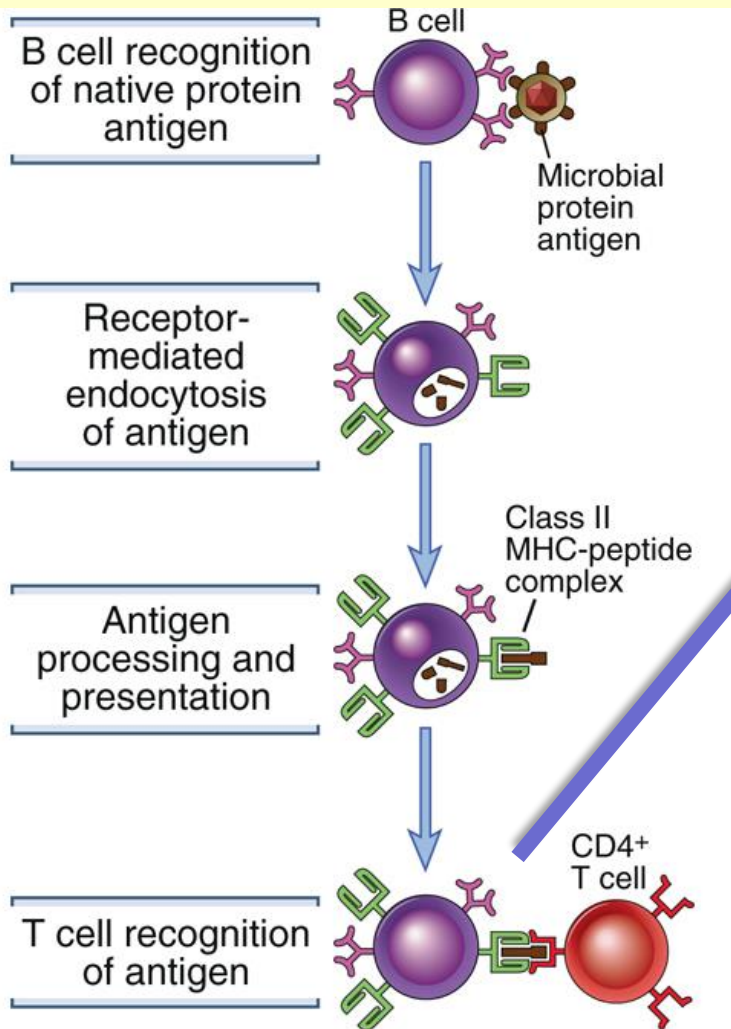 B cell recognition
of native protein
antigen
B cell
Microbial
protein
antigen
Receptor-
mediated
endocytosis
of antigen
Class II
MHC-peptide
complex
Antigen
processing and
presentation
CD4⁺
T cell
T cell recognition
of antigen